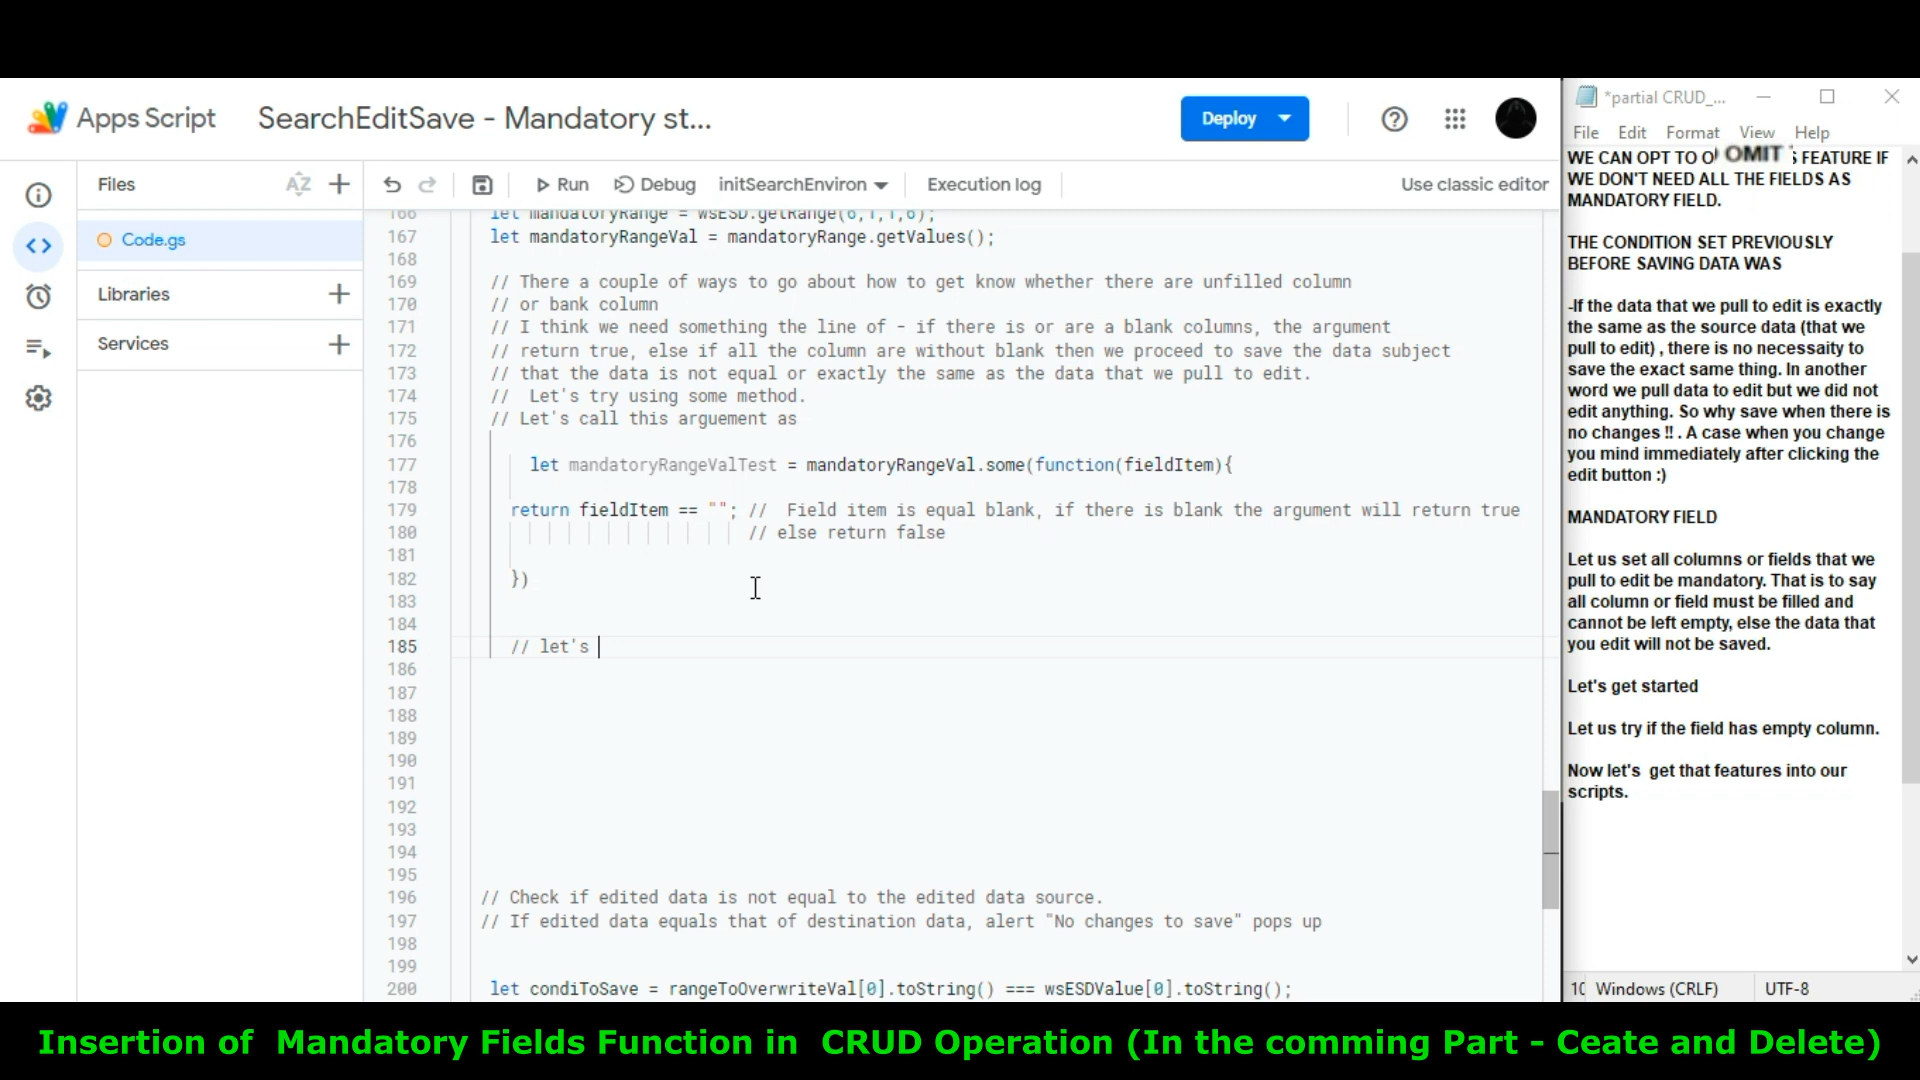 Apps Script
SearchEditSave - Mandatory st...
Deploy
Files
AZ
Run
Debug
initSearchEnviron
Execution log
Use classic editor
Code.gs
Libraries
Services
166 let mandatoryRange = wsESD.getRange(6,1,1,6);
167 let mandatoryRangeVal = mandatoryRange.getValues();
168
169 // There a couple of ways to go about how to get know whether there are unfilled column
170 // or bank column
171 // I think we need something the line of - if there is or are a blank columns, the argument
172 // return true, else if all the column are without blank then we proceed to save the data subject
173 // that the data is not equal or exactly the same as the data that we pull to edit.
174 //  Let's try using some method.
175 // Let's call this arguement as
176
177 let mandatoryRangeValTest = mandatoryRangeVal.some(function(fieldItem){
178
179 return fieldItem == ""; //  Field item is equal blank, if there is blank the argument will return true
180 // else return false
181
182 })
183
184
185 // let's
186
187
188
189
190
191
192
193
194
195
196 // Check if edited data is not equal to the edited data source.
197 // If edited data equals that of destination data, alert "No changes to save" pops up
198
199
200 let condiToSave = rangeToOverwriteVal[0].toString() === wsESDValue[0].toString();
*partial CRUD_...
File Edit Format View Help
WE CAN OPT TO OMIT FEATURE IF
WE DON'T NEED ALL THE FIELDS AS
MANDATORY FIELD.
THE CONDITION SET PREVIOUSLY
BEFORE SAVING DATA WAS
-If the data that we pull to edit is exactly
the same as the source data (that we
pull to edit) , there is no necessaity to
save the exact same thing. In another
word we pull data to edit but we did not
edit anything. So why save when there is
no changes !! . A case when you change
you mind immediately after clicking the
edit button :)
MANDATORY FIELD
Let us set all columns or fields that we
pull to edit be mandatory. That is to say
all column or field must be filled and
cannot be left empty, else the data that
you edit will not be saved.
Let's get started
Let us try if the field has empty column.
Now let's  get that features into our
scripts.
Windows (CRLF)
UTF-8
Insertion of  Mandatory Fields Function in  CRUD Operation (In the comming Part - Ceate and Delete)